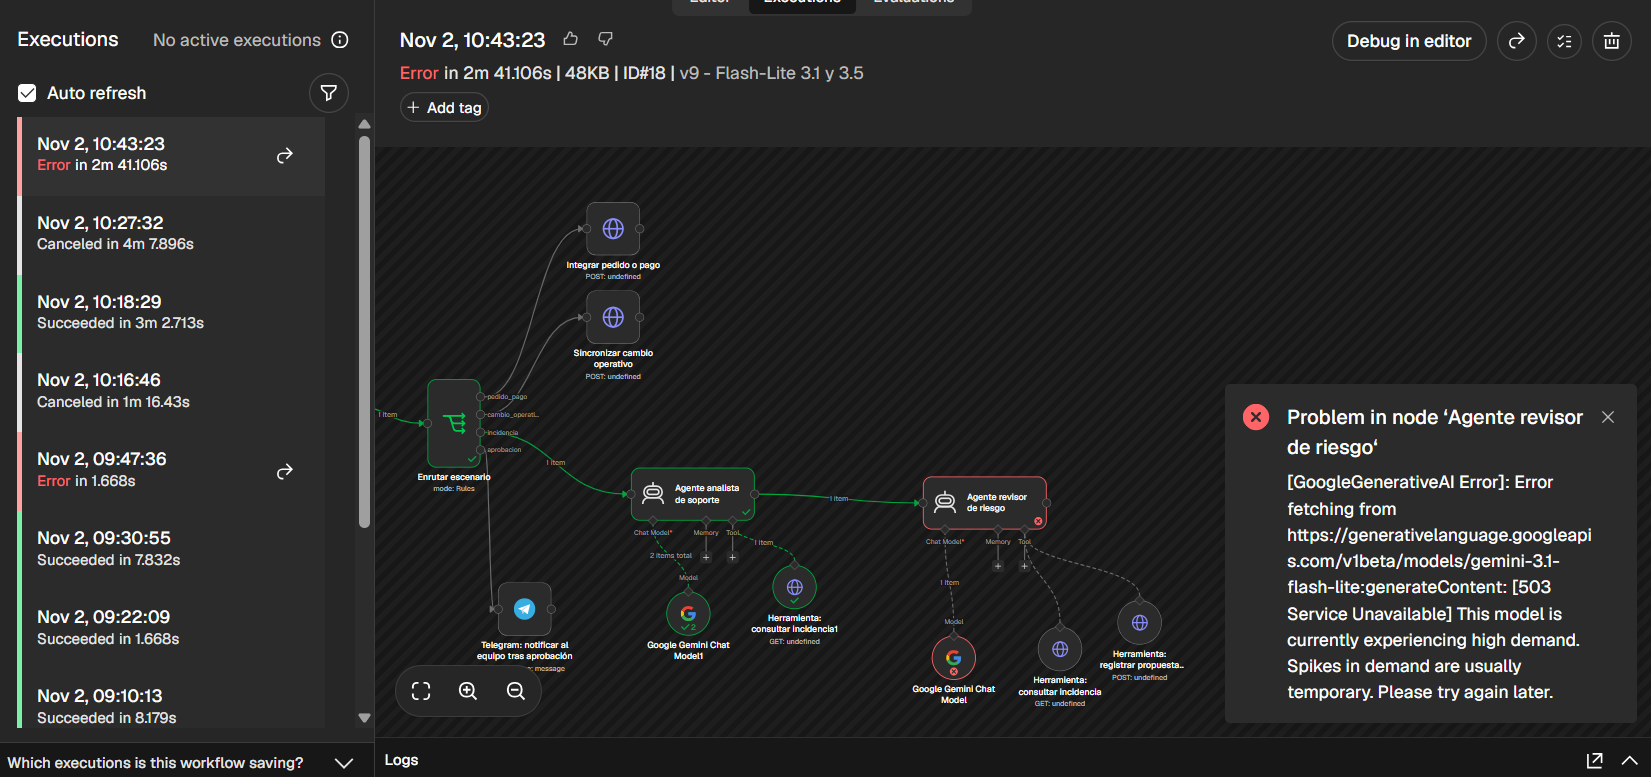 Editor
Executions
Evaluations
Executions
No active executions
Auto refresh
Nov 2, 10:43:23
Error in 2m 41.106s
Nov 2, 10:27:32
Canceled in 4m 7.896s
Nov 2, 10:18:29
Succeeded in 3m 2.713s
Nov 2, 10:16:46
Canceled in 1m 16.43s
Nov 2, 09:47:36
Error in 1.668s
Nov 2, 09:30:55
Succeeded in 7.832s
Nov 2, 09:22:09
Succeeded in 1.668s
Nov 2, 09:10:13
Succeeded in 8.179s
Which executions is this workflow saving?
Nov 2, 10:43:23
Error in 2m 41.106s | 48KB | ID#18 | v9 - Flash-Lite 3.1 y 3.5
+ Add tag
Debug in editor
Integrar pedido o pago
POST: undefined
Sincronizar cambio
operativo
POST: undefined
1 item
pedido_pago
cambio_operati...
incidencia
aprobacion
Enrutar escenario
mode: Rules
1 item
Agente analista
de soporte
Chat Model*
Memory
Tool
2 items total
1 item
Model
2
Google Gemini Chat
Model1
Herramienta:
consultar incidencia1
GET: undefined
Telegram: notificar al
equipo tras aprobación
: message
1 item
Agente revisor
de riesgo
Chat Model*
Memory
Tool
1 item
Model
Google Gemini Chat
Model
Herramienta:
consultar incidencia
GET: undefined
Herramienta:
registrar propuesta..
POST: undefined
Problem in node ‘Agente revisor
de riesgo‘
[GoogleGenerativeAI Error]: Error
fetching from
https://generativelanguage.googleapi
s.com/v1beta/models/gemini-3.1-
flash-lite:generateContent: [503
Service Unavailable] This model is
currently experiencing high demand.
Spikes in demand are usually
temporary. Please try again later.
Logs